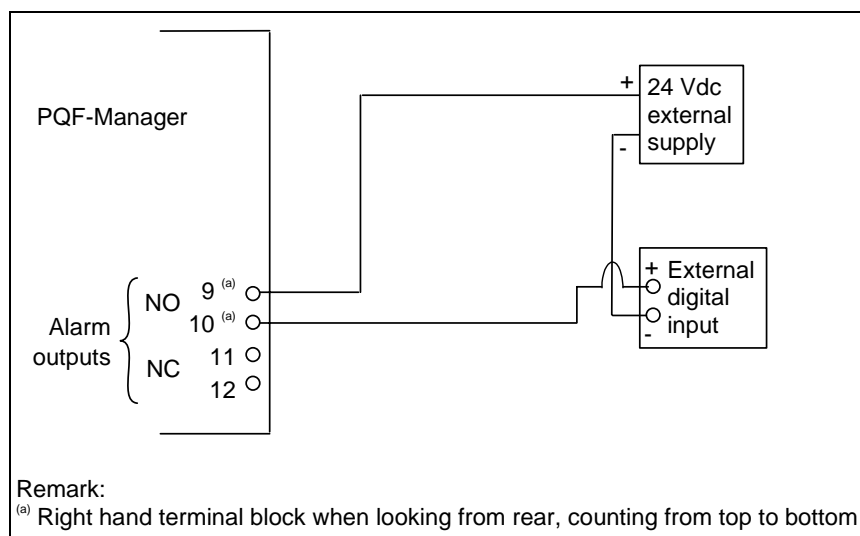 PQF-Manager
+
24 Vdc
external
supply
-
Alarm
outputs
NO
9 (a)
10 (a)
NC
11
12
+
External
digital
input
-
Remark:
(a) Right hand terminal block when looking from rear, counting from top to bottom